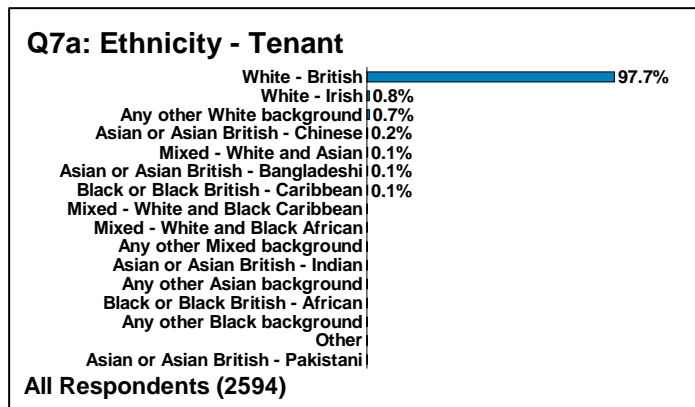 Q7a: Ethnicity - Tenant
White - British 97.7%
White - Irish 0.8%
Any other White background 0.7%
Asian or Asian British - Chinese 0.2%
Mixed - White and Asian 0.1%
Asian or Asian British - Bangladeshi 0.1%
Black or Black British - Caribbean 0.1%
Mixed - White and Black Caribbean
Mixed - White and Black African
Any other Mixed background
Asian or Asian British - Indian
Any other Asian background
Black or Black British - African
Any other Black background
Other
Asian or Asian British - Pakistani
All Respondents (2594)